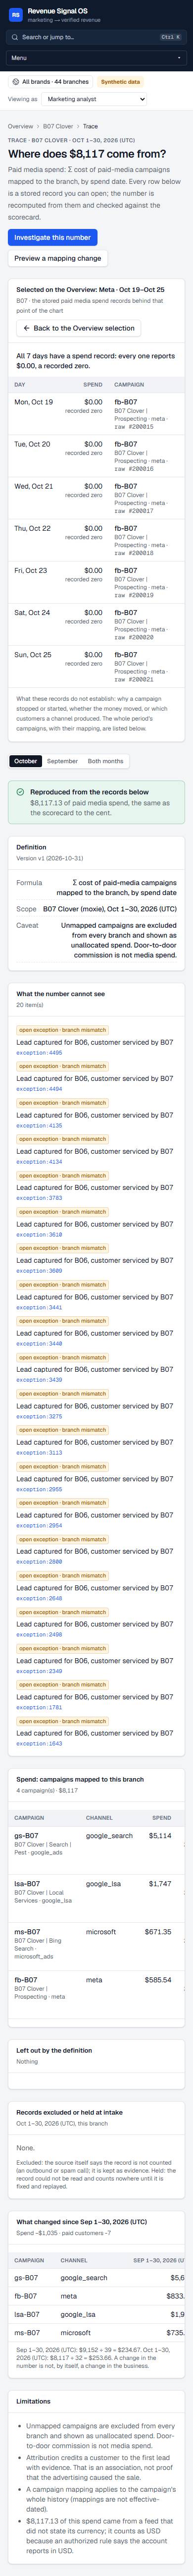 RS
Revenue Signal OS
marketing → verified revenue
Search or jump to...
Ctrl K
Menu
All brands · 44 branches
Synthetic data
Viewing as
Marketing analyst
Overview > B07 Clover > Trace
TRACE · B07 CLOVER · OCT 1–30, 2026 (UTC)
Where does $8,117 come from?
Paid media spend: Σ cost of paid-media campaigns
mapped to the branch, by spend date. Every row below
is a stored record you can open; the number is
recomputed from them and checked against the
scorecard.
Investigate this number
Preview a mapping change
Selected on the Overview: Meta · Oct 19–Oct 25
B07 · the stored paid media spend records behind that
point of the chart
← Back to the Overview selection
All 7 days have a spend record: every one reports
$0.00, a recorded zero.
DAY SPEND CAMPAIGN
Mon, Oct 19 $0.00 fb-B07
recorded zero B07 Clover |
Prospecting · meta ·
raw #200015
Tue, Oct 20 $0.00 fb-B07
recorded zero B07 Clover |
Prospecting · meta ·
raw #200016
Wed, Oct 21 $0.00 fb-B07
recorded zero B07 Clover |
Prospecting · meta ·
raw #200017
Thu, Oct 22 $0.00 fb-B07
recorded zero B07 Clover |
Prospecting · meta ·
raw #200018
Fri, Oct 23 $0.00 fb-B07
recorded zero B07 Clover |
Prospecting · meta ·
raw #200019
Sat, Oct 24 $0.00 fb-B07
recorded zero B07 Clover |
Prospecting · meta ·
raw #200020
Sun, Oct 25 $0.00 fb-B07
recorded zero B07 Clover |
Prospecting · meta ·
raw #200021
What these records do not establish: why a campaign
stopped or started, whether the money moved, or which
customers a channel produced. The whole period's
campaigns, with their mapping, are listed below.
October September Both months
Reproduced from the records below
$8,117.13 of paid media spend, the same as
the scorecard to the cent.
Definition
Version v1 (2026-10-31)
Formula Σ cost of paid-media campaigns
mapped to the branch, by spend date
Scope B07 Clover (moxie), Oct 1–30, 2026 (UTC)
Caveat Unmapped campaigns are excluded
from every branch and shown as
unallocated spend. Door-to-door
commission is not media spend.
What the number cannot see
20 item(s)
open exception · branch mismatch
Lead captured for B06, customer serviced by B07
exception:4495
open exception · branch mismatch
Lead captured for B06, customer serviced by B07
exception:4494
open exception · branch mismatch
Lead captured for B06, customer serviced by B07
exception:4135
open exception · branch mismatch
Lead captured for B06, customer serviced by B07
exception:4134
open exception · branch mismatch
Lead captured for B06, customer serviced by B07
exception:3783
open exception · branch mismatch
Lead captured for B06, customer serviced by B07
exception:3610
open exception · branch mismatch
Lead captured for B06, customer serviced by B07
exception:3609
open exception · branch mismatch
Lead captured for B06, customer serviced by B07
exception:3441
open exception · branch mismatch
Lead captured for B06, customer serviced by B07
exception:3440
open exception · branch mismatch
Lead captured for B06, customer serviced by B07
exception:3439
open exception · branch mismatch
Lead captured for B06, customer serviced by B07
exception:3275
open exception · branch mismatch
Lead captured for B06, customer serviced by B07
exception:3113
open exception · branch mismatch
Lead captured for B06, customer serviced by B07
exception:2955
open exception · branch mismatch
Lead captured for B06, customer serviced by B07
exception:2954
open exception · branch mismatch
Lead captured for B06, customer serviced by B07
exception:2800
open exception · branch mismatch
Lead captured for B06, customer serviced by B07
exception:2648
open exception · branch mismatch
Lead captured for B06, customer serviced by B07
exception:2498
open exception · branch mismatch
Lead captured for B06, customer serviced by B07
exception:2349
open exception · branch mismatch
Lead captured for B06, customer serviced by B07
exception:1781
open exception · branch mismatch
Lead captured for B06, customer serviced by B07
exception:1643
Spend: campaigns mapped to this branch
4 campaign(s) · $8,117
CAMPAIGN CHANNEL SPEND
gs-B07 google_search $5,114
B07 Clover | Search |
Pest · google_ads
lsa-B07 google_lsa $1,747
B07 Clover | Local
Services · google_lsa
ms-B07 microsoft $671.35
B07 Clover | Bing
Search ·
microsoft_ads
fb-B07 meta $585.54
B07 Clover |
Prospecting · meta
Left out by the definition
Nothing
Records excluded or held at intake
Oct 1–30, 2026 (UTC), this branch
None.
Excluded: the source itself says the record is not counted
(an outbound or spam call); it is kept as evidence. Held: the
record could not be read and counts nowhere until it is
fixed and replayed.
What changed since Sep 1–30, 2026 (UTC)
Spend -$1,035 · paid customers -7
CAMPAIGN CHANNEL SEP 1–30, 2026 (U
gs-B07 google_search $5,6
fb-B07 meta $833.
lsa-B07 google_lsa $1,9
ms-B07 microsoft $735.
Sep 1–30, 2026 (UTC): $9,152 ÷ 39 = $234.67. Oct 1–30,
2026 (UTC): $8,117 ÷ 32 = $253.66. A change in the
number is not, by itself, a change in the business.
Limitations
• Unmapped campaigns are excluded from every
branch and shown as unallocated spend. Door-
to-door commission is not media spend.
• Attribution credits a customer to the first lead
with evidence. That is an association, not proof
that the advertising caused the sale.
• A campaign mapping applies to the campaign's
whole history (mappings are not effective-
dated).
• $8,117.13 of this spend came from a feed that
did not state its currency; it counts as USD
because an authorized rule says the account
reports in USD.